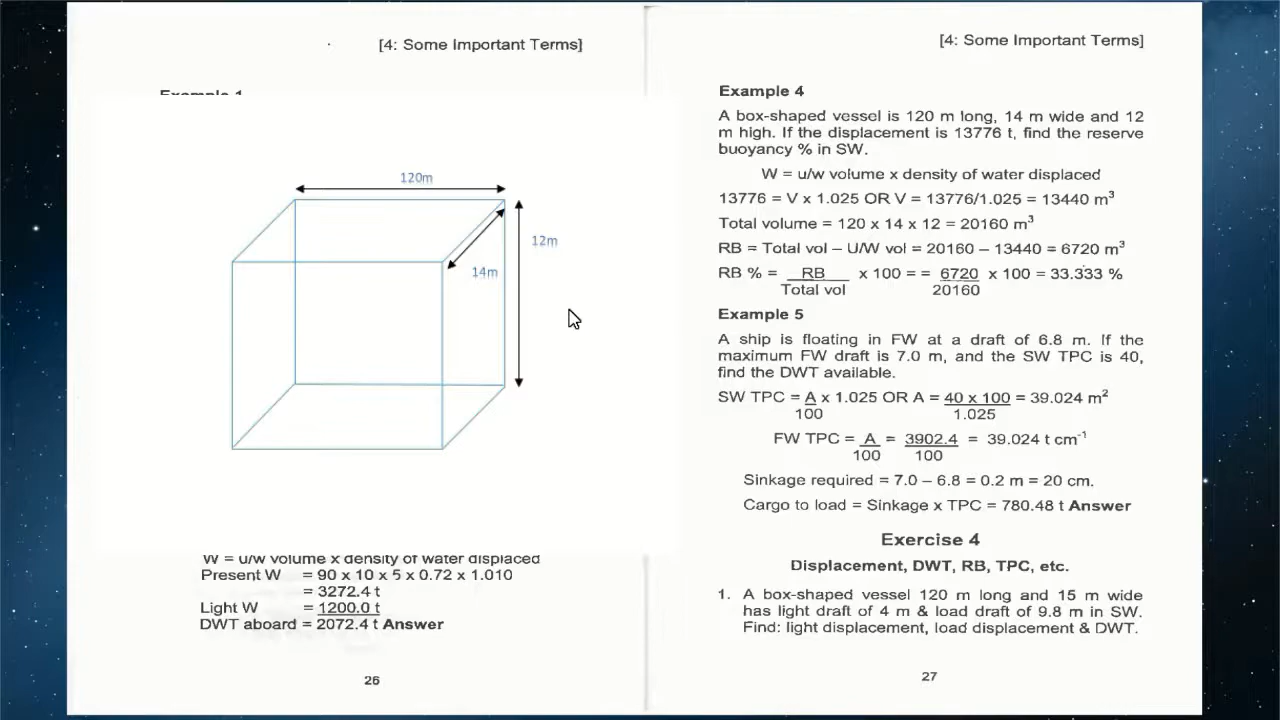 [4: Some Important Terms]
Example 1
120m
12m
14m
W = u/w volume x density of water displaced
Present W = 90 x 10 x 5 x 0.72 x 1.010
= 3272.4 t
Light W = 1200.0 t
DWT aboard = 2072.4 t Answer
26
[4: Some Important Terms]
Example 4
A box-shaped vessel is 120 m long, 14 m wide and 12
m high. If the displacement is 13776 t, find the reserve
buoyancy % in SW.
W = u/w volume x density of water displaced
13776 = V x 1.025 OR V = 13776/1.025 = 13440 m³
Total volume = 120 x 14 x 12 = 20160 m³
RB = Total vol – U/W vol = 20160 – 13440 = 6720 m³
RB % = RB x 100 = = 6720 x 100 = 33.333 %
Total vol 20160
Example 5
A ship is floating in FW at a draft of 6.8 m. If the
maximum FW draft is 7.0 m, and the SW TPC is 40,
find the DWT available.
SW TPC = A x 1.025 OR A = 40 x 100 = 39.024 m²
100 1.025
FW TPC = A = 3902.4 = 39.024 t cm⁻¹
100 100
Sinkage required = 7.0 – 6.8 = 0.2 m = 20 cm.
Cargo to load = Sinkage x TPC = 780.48 t Answer
Exercise 4
Displacement, DWT, RB, TPC, etc.
1. A box-shaped vessel 120 m long and 15 m wide
has light draft of 4 m & load draft of 9.8 m in SW.
Find: light displacement, load displacement & DWT.
27